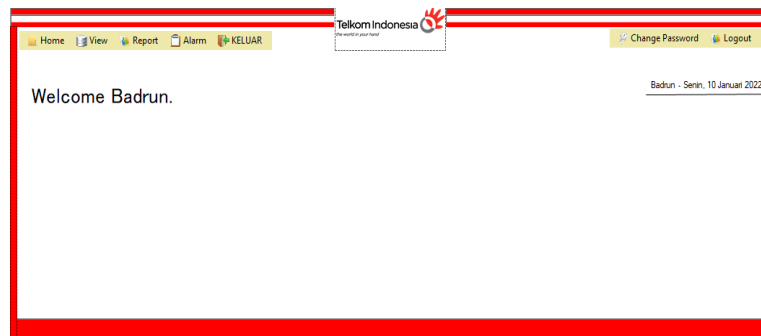 Telkom Indonesia
the world in your hand
Home View Report Alarm KELUAR
Change Password Logout
Badrun - Senin, 10 Januari 2022
Welcome Badrun.